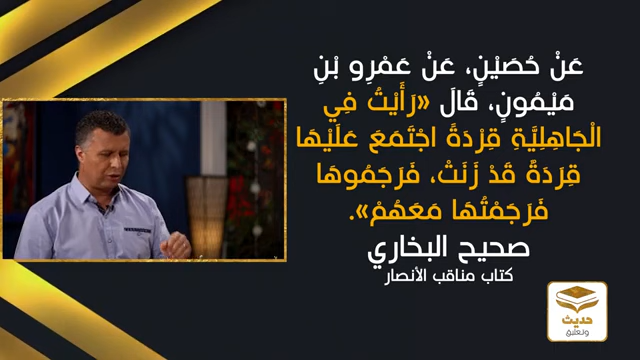 عَنْ حُصَيْنٍ، عَنْ عَمْرِو بْنِ
مَيْمُونٍ، قَالَ «رَأَيْتُ فِي
الْجَاهِلِيَّةِ قِرْدَةً اجْتَمَعَ عَلَيْهَا
قِرَدَةٌ قَدْ زَنَتْ، فَرَجَمُوهَا
فَرَجَمْتُهَا مَعَهُمْ».
صحيح البخاري
كتاب مناقب الأنصار
حديث
وتعليق